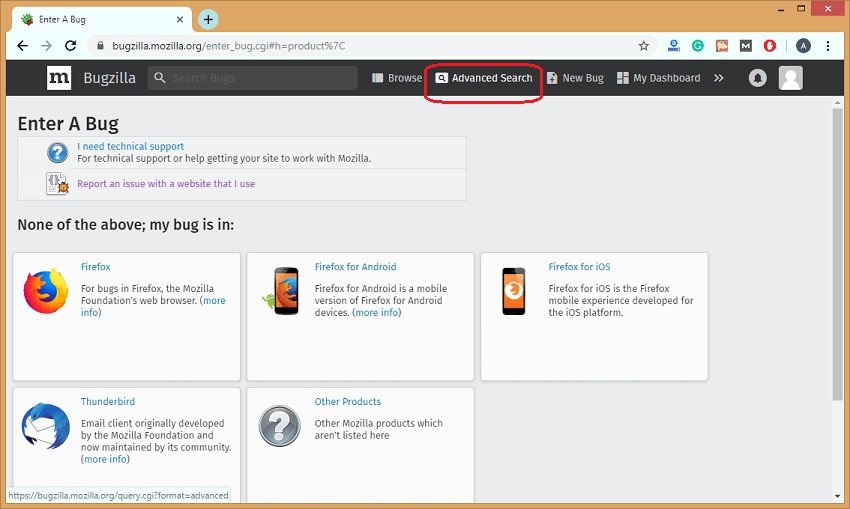 Enter A Bug
bugzilla.mozilla.org/enter_bug.cgi#h=product%7C
A
m Bugzilla Search Bugs Browse Advanced Search New Bug My Dashboard »
Enter A Bug
I need technical support
For technical support or help getting your site to work with Mozilla.
Report an issue with a website that I use
None of the above; my bug is in:
Firefox
For bugs in Firefox, the Mozilla
Foundation's web browser. (more
info)
Firefox for Android
Firefox for Android is a mobile
version of Firefox for Android
devices. (more info)
Firefox for iOS
Firefox for iOS is the Firefox
mobile experience developed for
the iOS platform.
Thunderbird
Email client originally developed
by the Mozilla Foundation and
now maintained by its community.
(more info)
Other Products
Other Mozilla products which
aren't listed here
https://bugzilla.mozilla.org/query.cgi?format=advanced